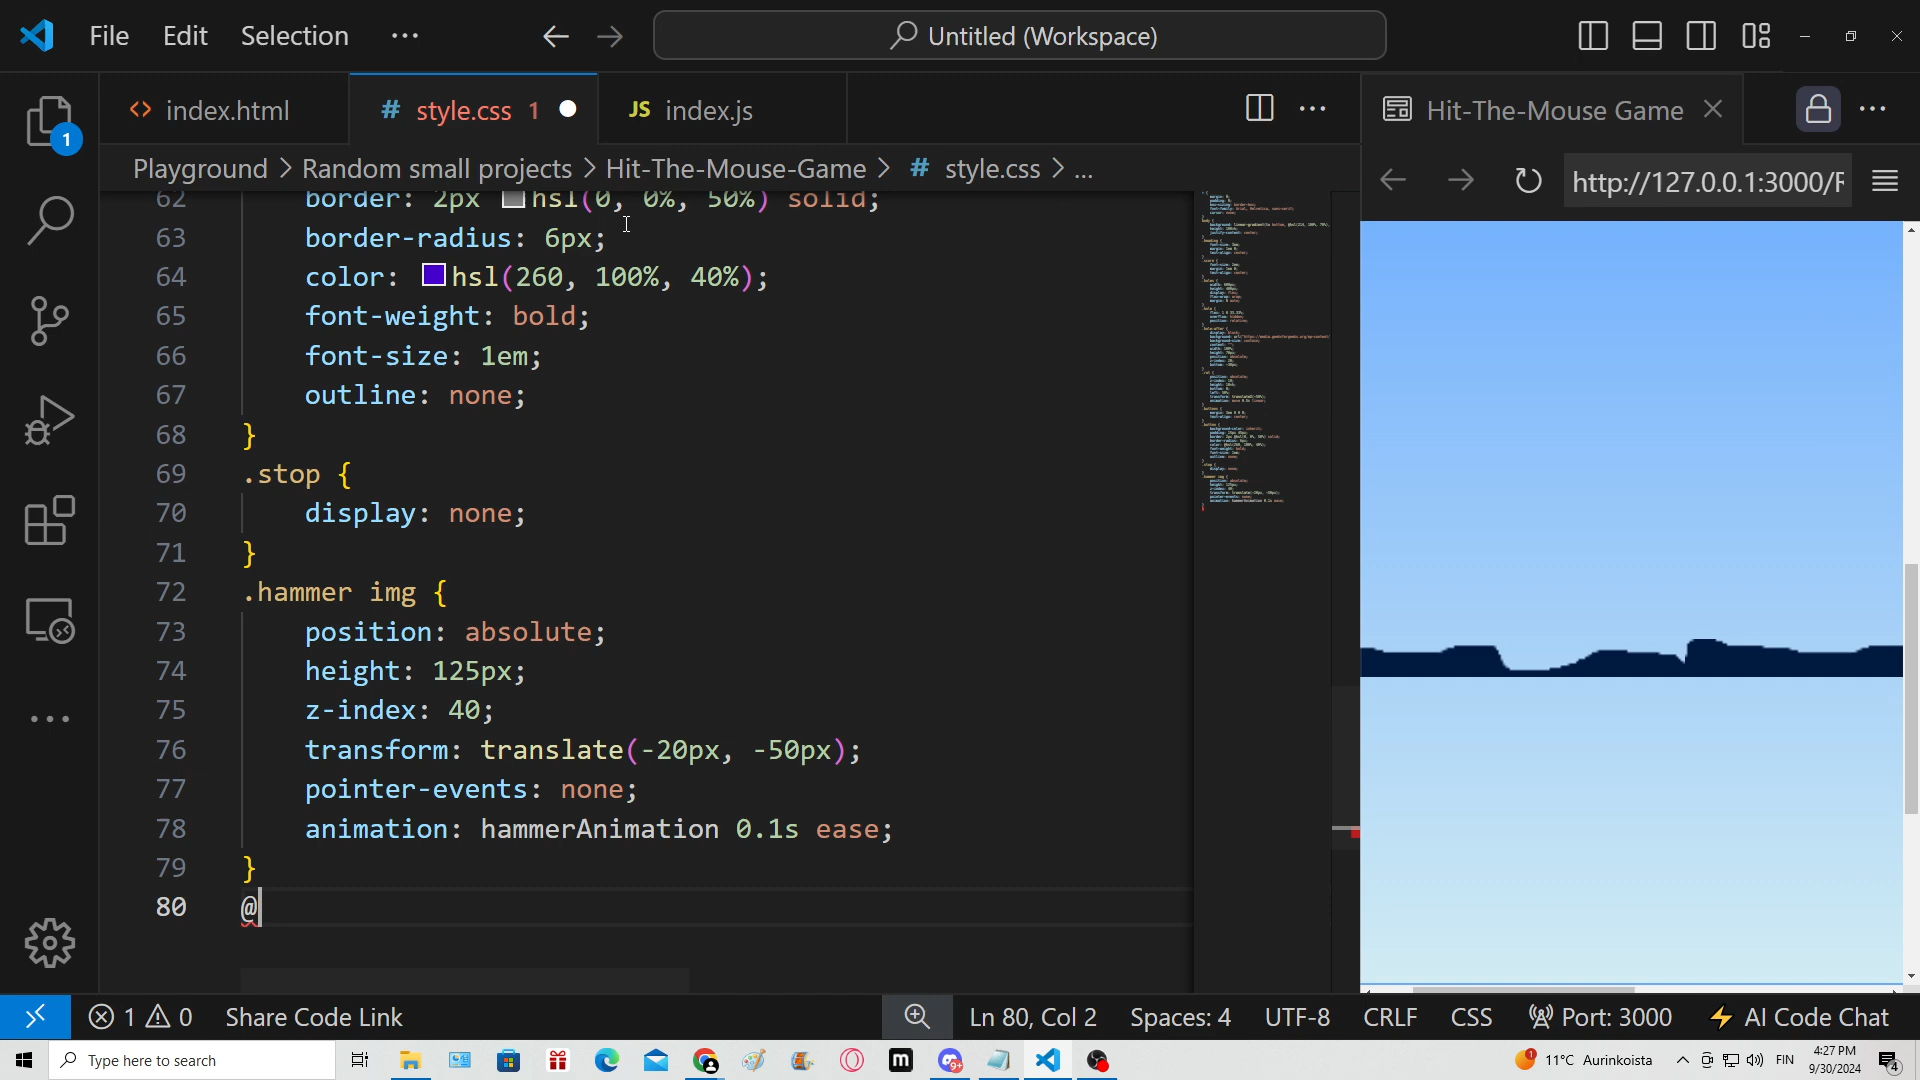 File Edit Selection ··· Untitled (Workspace)
index.html
# style.css 1
JS index.js
Hit-The-Mouse Game
Playground > Random small projects > Hit-The-Mouse-Game > # style.css > ...
http://127.0.0.1:3000/R
62 border: 2px hsl(0, 0%, 50%) solid;
63 border-radius: 6px;
64 color: hsl(260, 100%, 40%);
65 font-weight: bold;
66 font-size: 1em;
67 outline: none;
68 }
69 .stop {
70 display: none;
71 }
72 .hammer img {
73 position: absolute;
74 height: 125px;
75 z-index: 40;
76 transform: translate(-20px, -50px);
77 pointer-events: none;
78 animation: hammerAnimation 0.1s ease;
79 }
80 @
1
1 0 Share Code Link Ln 80, Col 2 Spaces: 4 UTF-8 CRLF CSS Port: 3000 AI Code Chat
Type here to search
9+
m
1 11°C Aurinkoista FIN
4:27 PM
9/30/2024
4